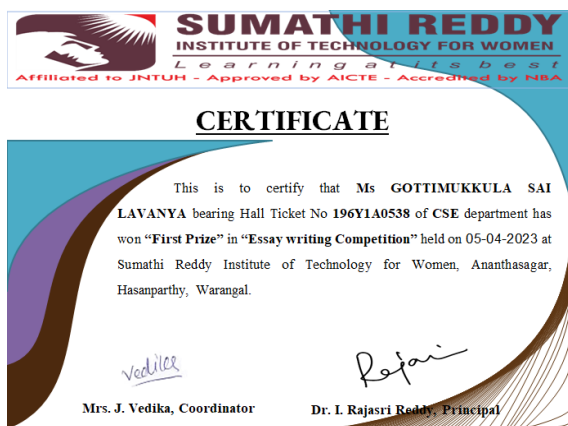 SUMATHI REDDY
INSTITUTE OF TECHNOLOGY FOR WOMEN
Learning at its best
Affiliated to JNTUH - Approved by AICTE - Accredited by NBA
CERTIFICATE
This is to certify that Ms GOTTIMUKKULA SAI
LAVANYA bearing Hall Ticket No 196Y1A0538 of CSE department has
won “First Prize” in “Essay writing Competition” held on 05-04-2023 at
Sumathi Reddy Institute of Technology for Women, Ananthasagar,
Hasanparthy, Warangal.
Vedika
Rajasri
Mrs. J. Vedika, Coordinator
Dr. I. Rajasri Reddy, Principal